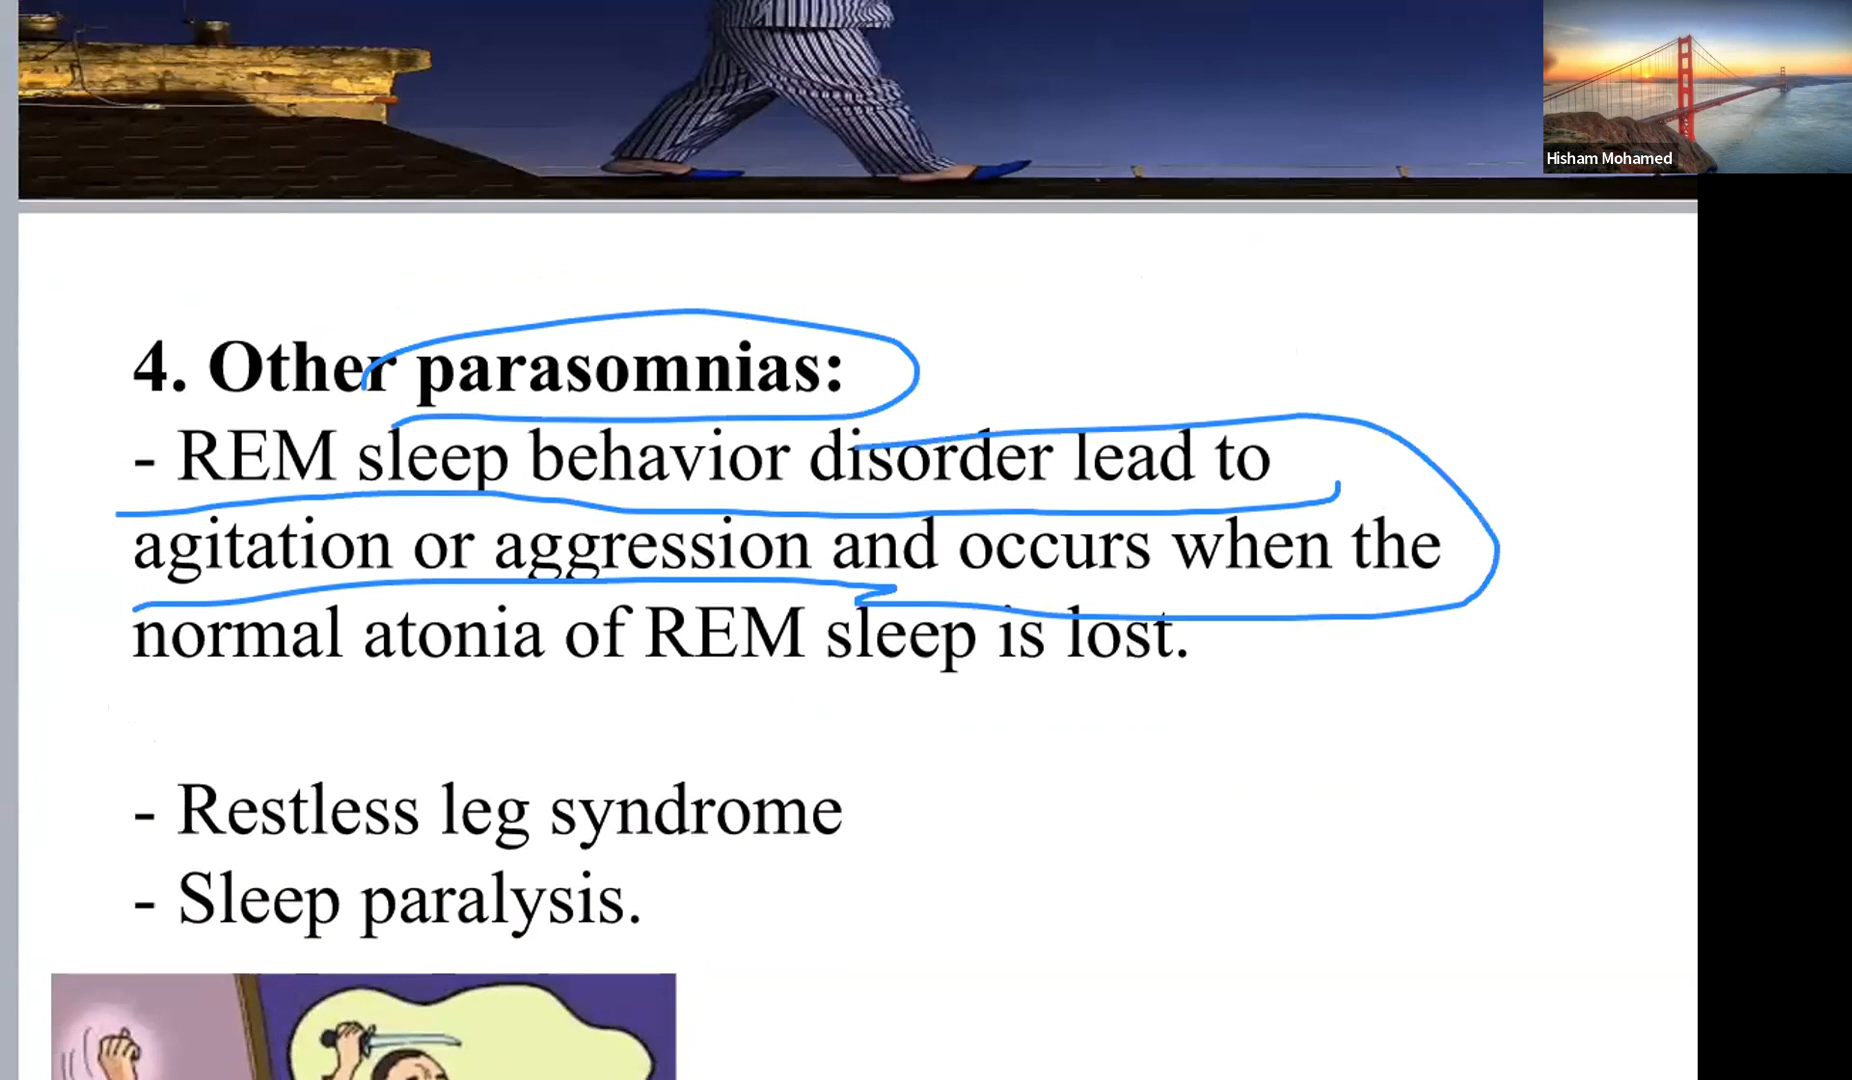 Hisham Mohamed
4. Other parasomnias:
- REM sleep behavior disorder lead to
agitation or aggression and occurs when the
normal atonia of REM sleep is lost.
- Restless leg syndrome
- Sleep paralysis.